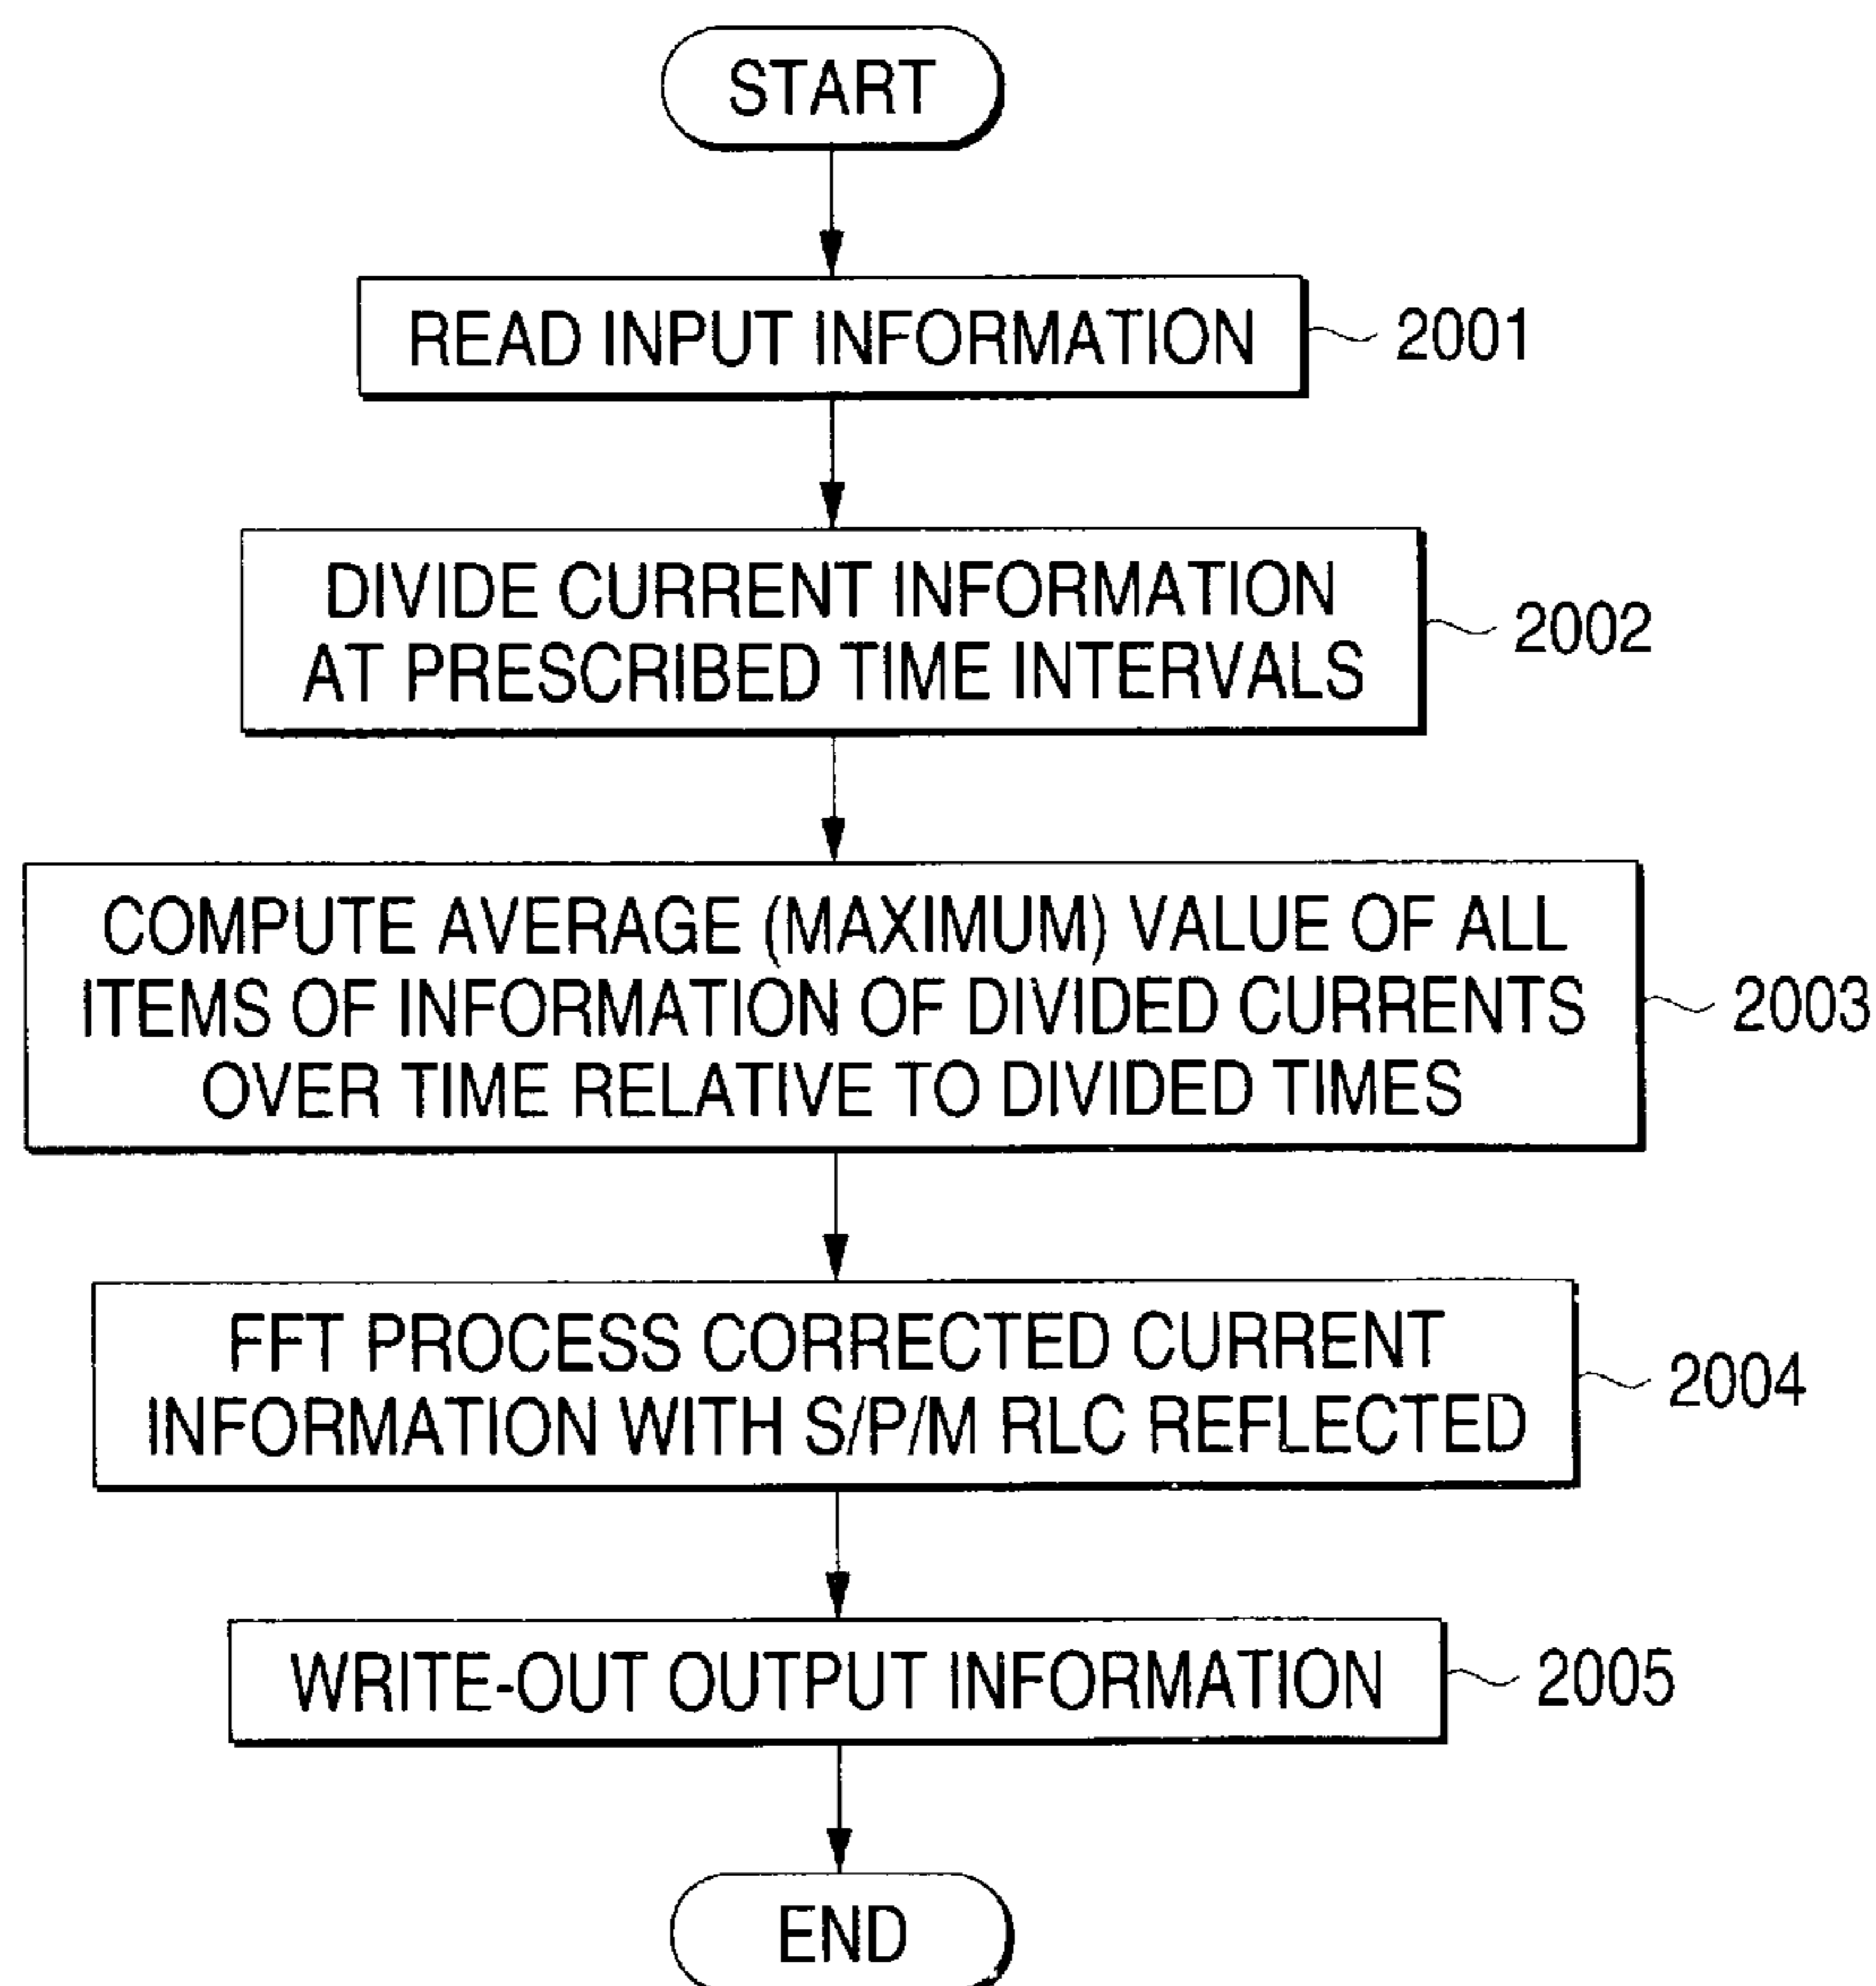 START
READ INPUT INFORMATION
2001
DIVIDE CURRENT INFORMATION
AT PRESCRIBED TIME INTERVALS
2002
COMPUTE AVERAGE (MAXIMUM) VALUE OF ALL
ITEMS OF INFORMATION OF DIVIDED CURRENTS
OVER TIME RELATIVE TO DIVIDED TIMES
2003
FFT PROCESS CORRECTED CURRENT
INFORMATION WITH S/P/M RLC REFLECTED
2004
WRITE-OUT OUTPUT INFORMATION
2005
END